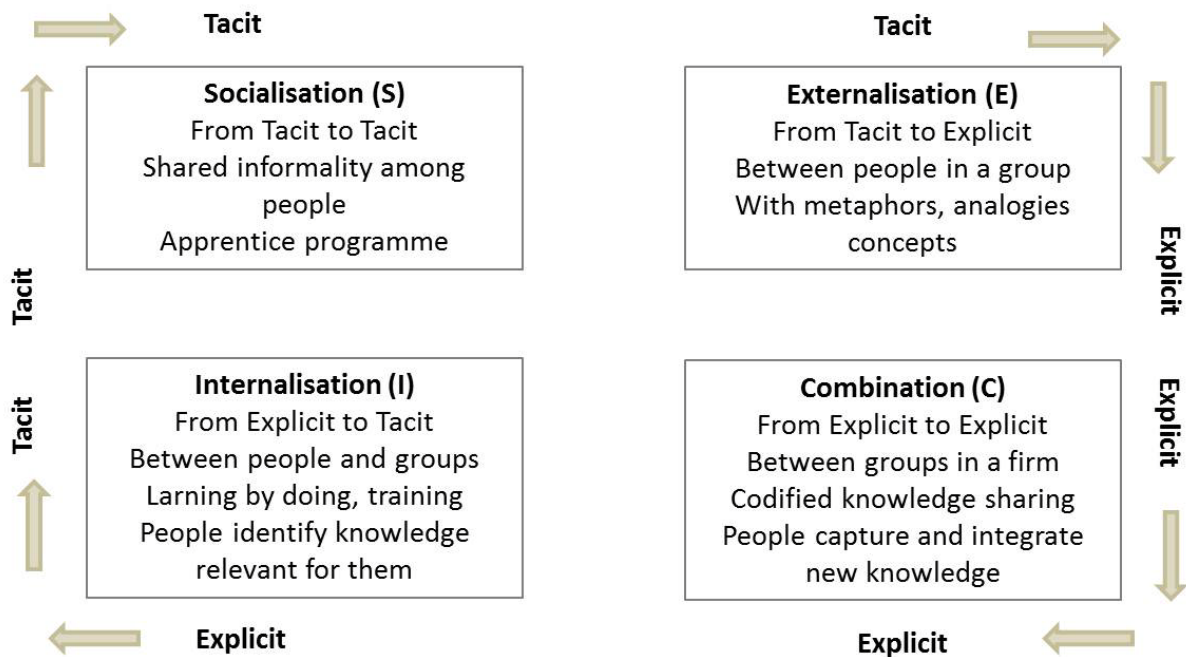 Tacit
Tacit
Socialisation (S)
From Tacit to Tacit
Shared informality among
people
Apprentice programme
Externalisation (E)
From Tacit to Explicit
Between people in a group
With metaphors, analogies
concepts
Tacit
Explicit
Internalisation (I)
From Explicit to Tacit
Between people and groups
Larning by doing, training
People identify knowledge
relevant for them
Combination (C)
From Explicit to Explicit
Between groups in a firm
Codified knowledge sharing
People capture and integrate
new knowledge
Tacit
Explicit
Explicit
Explicit